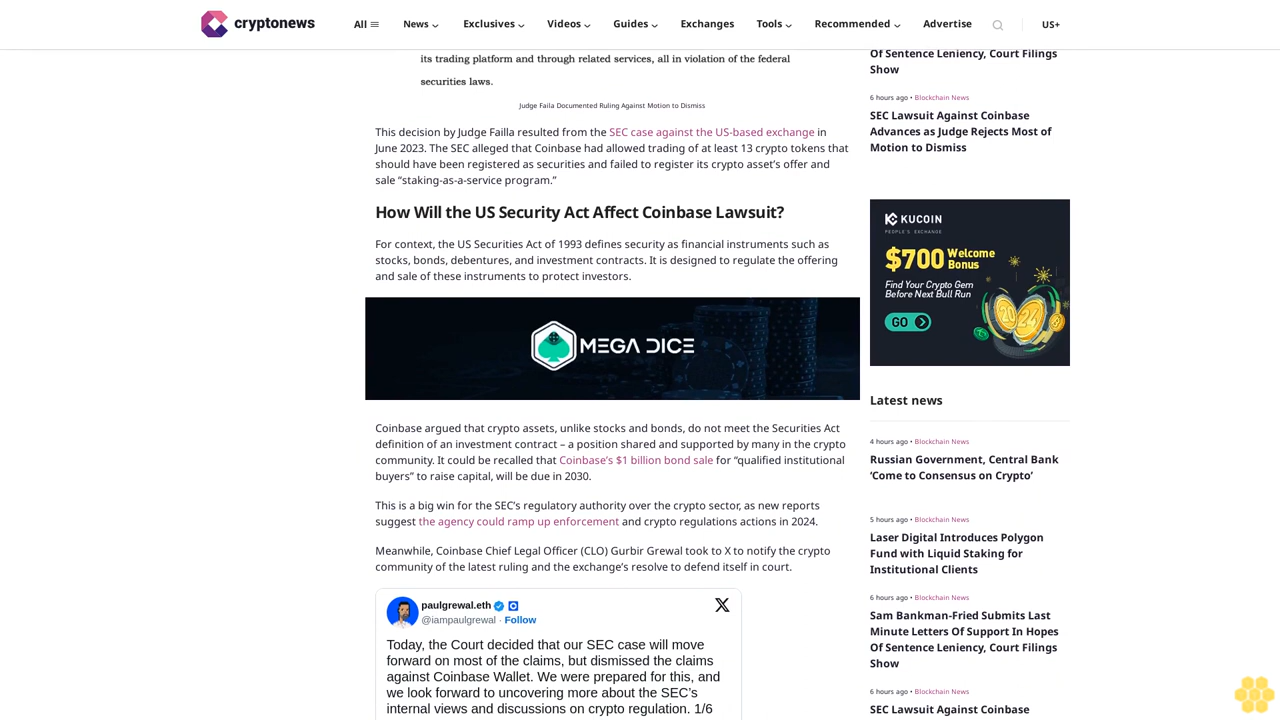 cryptonews
All
News
Exclusives
Videos
Guides
Exchanges
Tools
Recommended
Advertise
US+
its trading platform and through related services, all in violation of the federal
securities laws.
Judge Faila Documented Ruling Against Motion to Dismiss
This decision by Judge Failla resulted from the SEC case against the US-based exchange in
June 2023. The SEC alleged that Coinbase had allowed trading of at least 13 crypto tokens that
should have been registered as securities and failed to register its crypto asset’s offer and
sale “staking-as-a-service program.”
How Will the US Security Act Affect Coinbase Lawsuit?
For context, the US Securities Act of 1993 defines security as financial instruments such as
stocks, bonds, debentures, and investment contracts. It is designed to regulate the offering
and sale of these instruments to protect investors.
MEGA DICE
Coinbase argued that crypto assets, unlike stocks and bonds, do not meet the Securities Act
definition of an investment contract – a position shared and supported by many in the crypto
community. It could be recalled that Coinbase’s $1 billion bond sale for “qualified institutional
buyers” to raise capital, will be due in 2030.
This is a big win for the SEC’s regulatory authority over the crypto sector, as new reports
suggest the agency could ramp up enforcement and crypto regulations actions in 2024.
Meanwhile, Coinbase Chief Legal Officer (CLO) Gurbir Grewal took to X to notify the crypto
community of the latest ruling and the exchange’s resolve to defend itself in court.
paulgrewal.eth
@iampaulgrewal · Follow
Today, the Court decided that our SEC case will move
forward on most of the claims, but dismissed the claims
against Coinbase Wallet. We were prepared for this, and
we look forward to uncovering more about the SEC’s
internal views and discussions on crypto regulation. 1/6
Of Sentence Leniency, Court Filings
Show
6 hours ago • Blockchain News
SEC Lawsuit Against Coinbase
Advances as Judge Rejects Most of
Motion to Dismiss
KUCOIN
PEOPLE'S EXCHANGE
$700 Welcome
Bonus
Find Your Crypto Gem
Before Next Bull Run
GO
20 24
Latest news
4 hours ago • Blockchain News
Russian Government, Central Bank
‘Come to Consensus on Crypto’
5 hours ago • Blockchain News
Laser Digital Introduces Polygon
Fund with Liquid Staking for
Institutional Clients
6 hours ago • Blockchain News
Sam Bankman-Fried Submits Last
Minute Letters Of Support In Hopes
Of Sentence Leniency, Court Filings
Show
6 hours ago • Blockchain News
SEC Lawsuit Against Coinbase